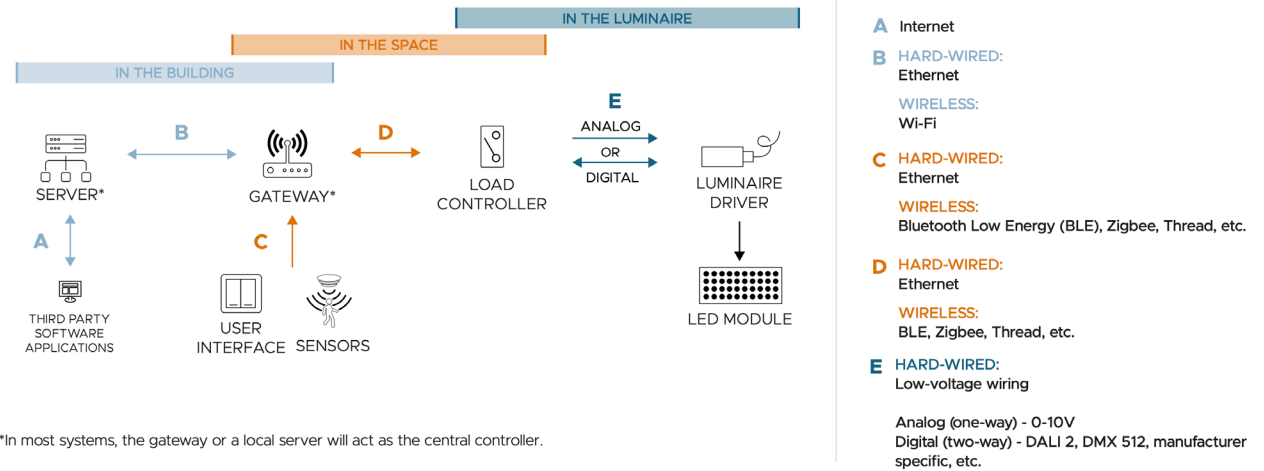 IN THE LUMINAIRE
IN THE SPACE
IN THE BUILDING
E
B
D
ANALOG
OR
DIGITAL
SERVER*
GATEWAY*
LOAD
CONTROLLER
LUMINAIRE
DRIVER
A
C
THIRD PARTY
SOFTWARE
APPLICATIONS
USER
INTERFACE
SENSORS
LED MODULE
*In most systems, the gateway or a local server will act as the central controller.
A Internet
B HARD-WIRED:
Ethernet
WIRELESS:
Wi-Fi
C HARD-WIRED:
Ethernet
WIRELESS:
Bluetooth Low Energy (BLE), Zigbee, Thread, etc.
D HARD-WIRED:
Ethernet
WIRELESS:
BLE, Zigbee, Thread, etc.
E HARD-WIRED:
Low-voltage wiring
Analog (one-way) - 0-10V
Digital (two-way) - DALI 2, DMX 512, manufacturer
specific, etc.